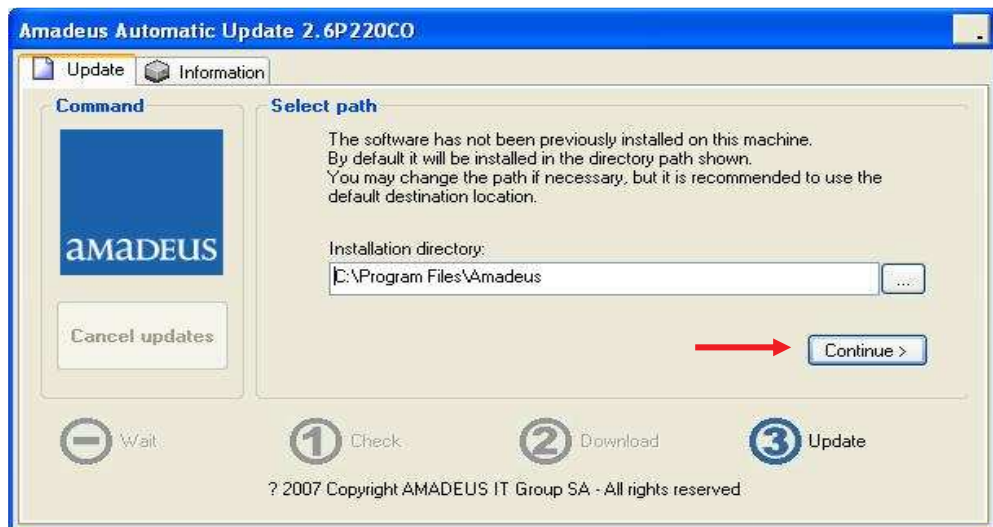 Amadeus Automatic Update 2.6P220CO
Update
Information
Command
Select path
The software has not been previously installed on this machine.
By default it will be installed in the directory path shown.
You may change the path if necessary, but it is recommended to use the
default destination location.
aMaDEUS
Installation directory:
C:\Program Files\Amadeus
...
Cancel updates
Continue >
Wait
1 Check
2 Download
3 Update
? 2007 Copyright AMADEUS IT Group SA - All rights reserved